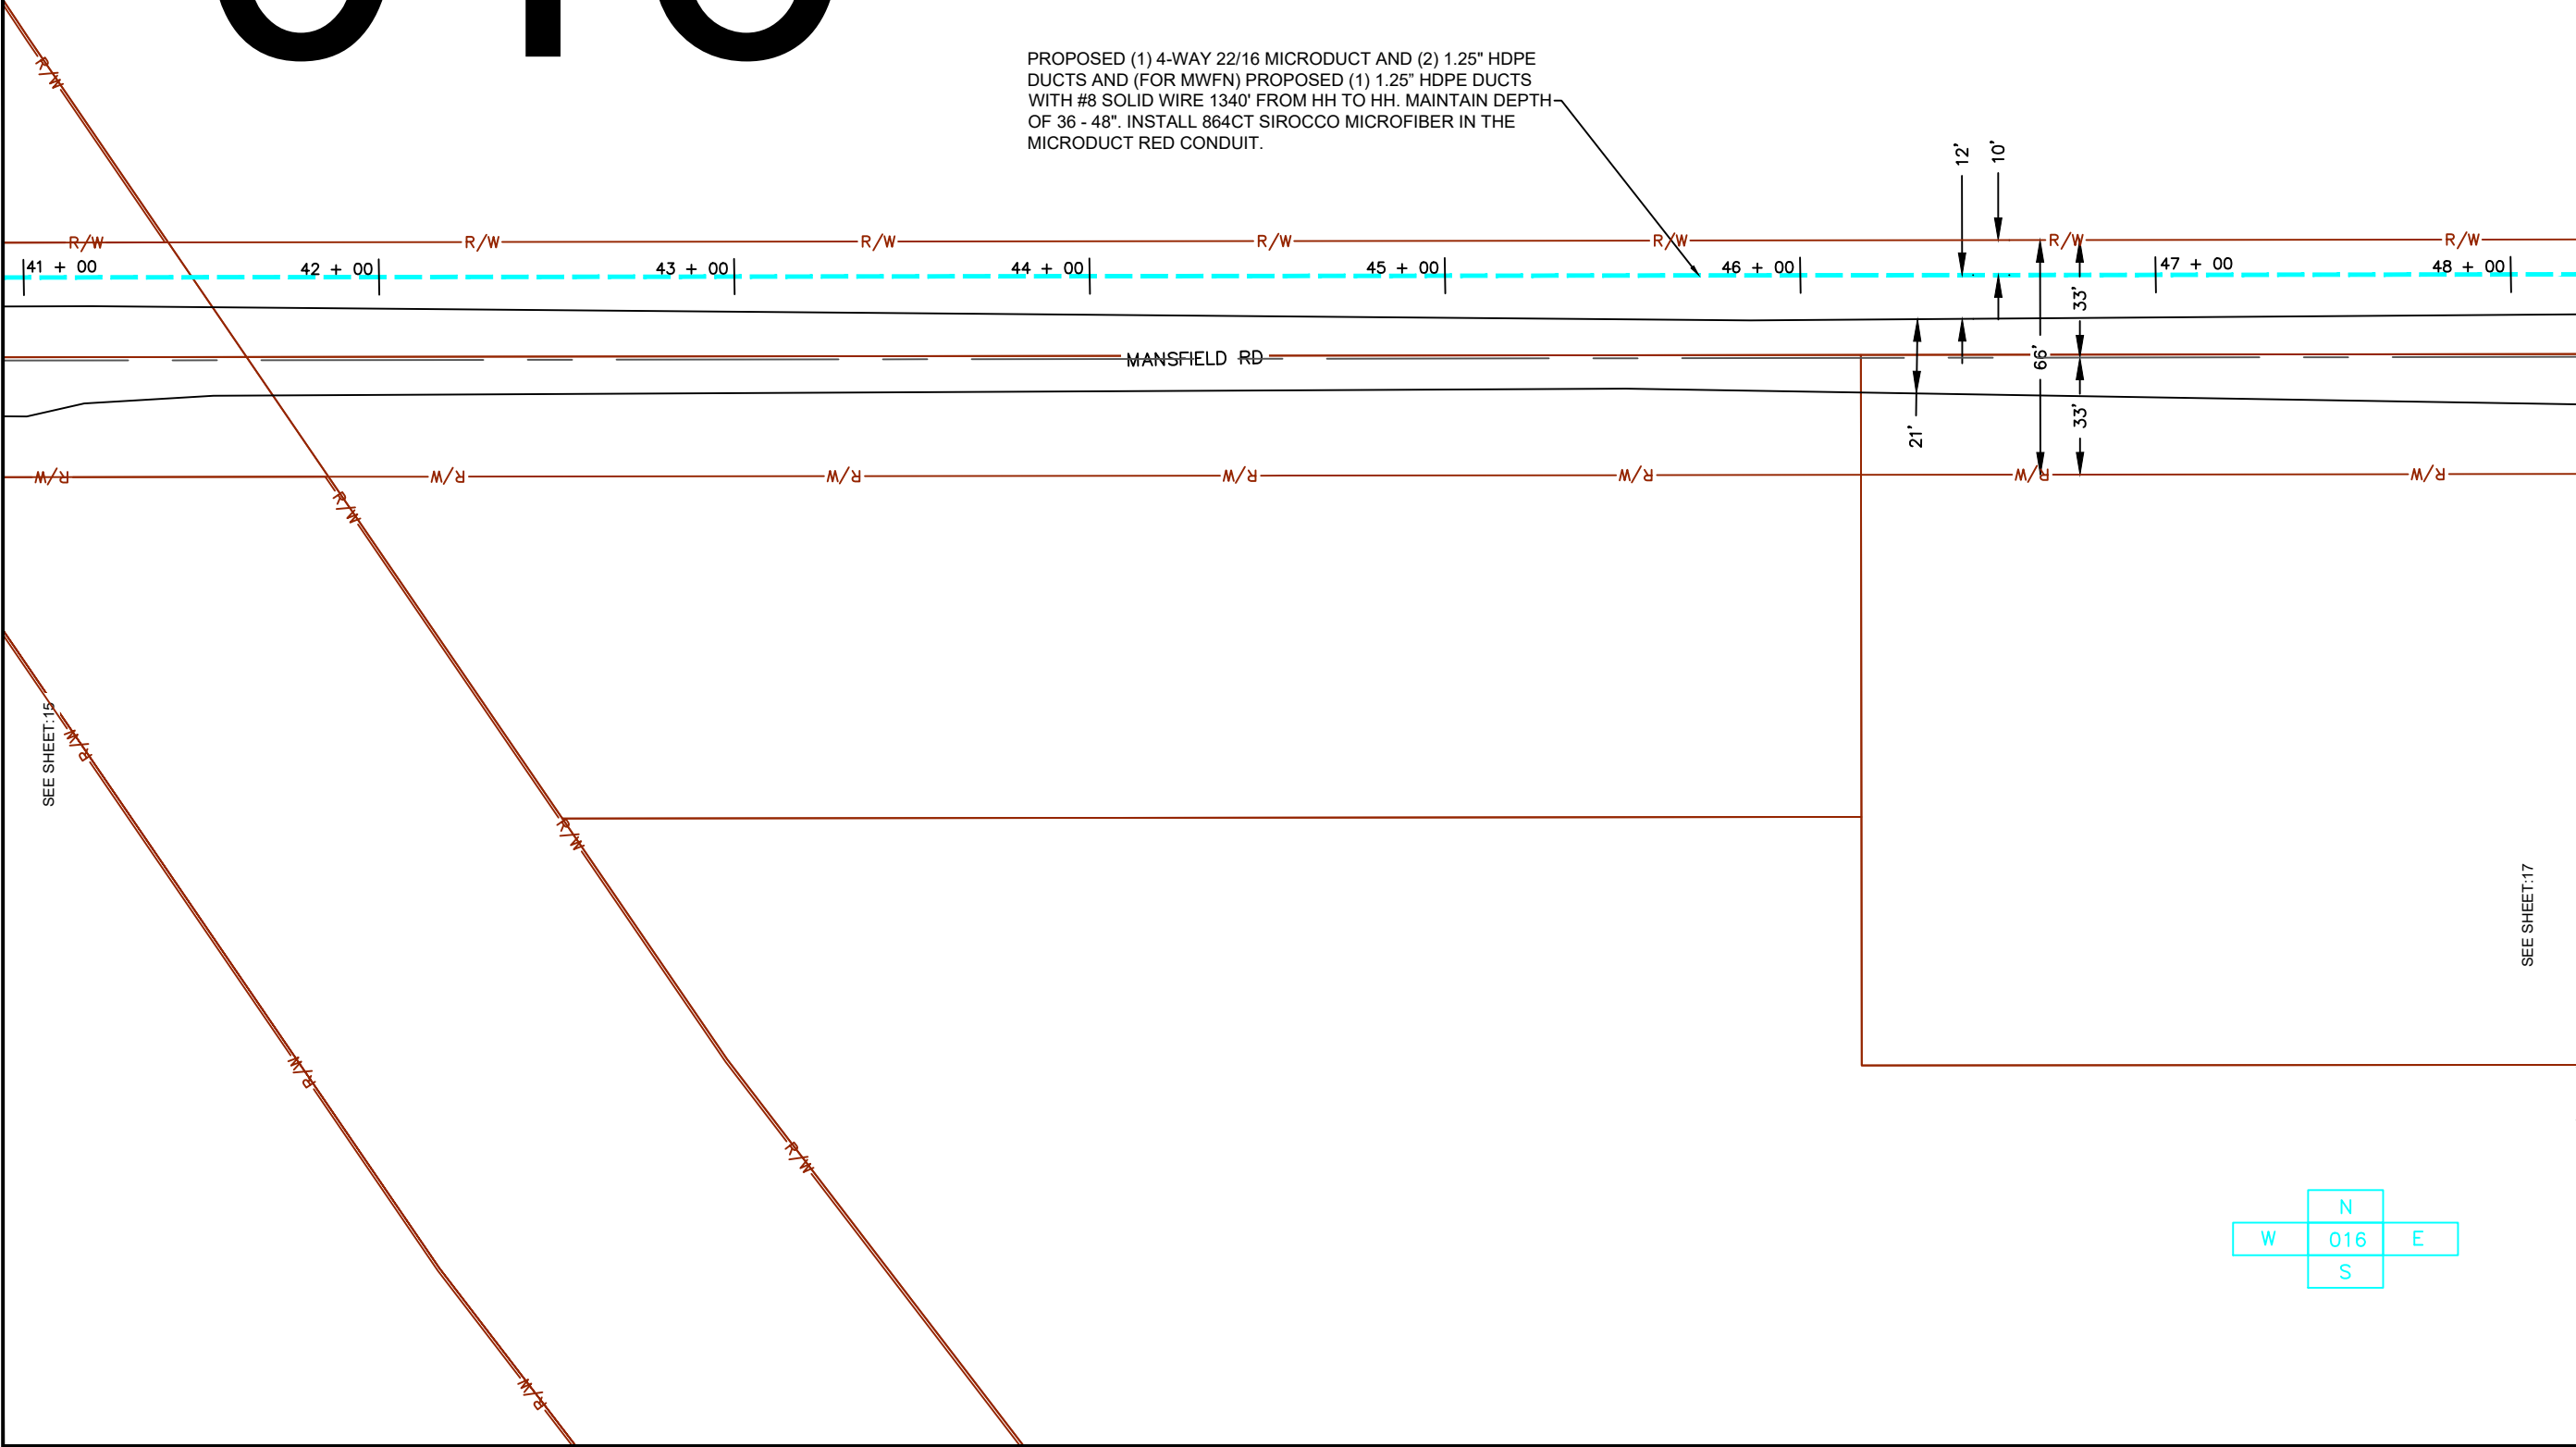 PROPOSED (1) 4-WAY 22/16 MICRODUCT AND (2) 1.25" HDPE
DUCTS AND (FOR MWFN) PROPOSED (1) 1.25" HDPE DUCTS
WITH #8 SOLID WIRE 1340' FROM HH TO HH. MAINTAIN DEPTH
OF 36 - 48". INSTALL 864CT SIROCCO MICROFIBER IN THE
MICRODUCT RED CONDUIT.
R/W
12'
10'
R/W
R/W
R/W
R/W
R/W
R/W
R/W
41 + 00
42 + 00
43 + 00
44 + 00
45 + 00
46 + 00
47 + 00
48 + 00
33'
MANSFIELD RD
66'
33'
21'
R/W
R/W
R/W
R/W
R/W
R/W
R/W
R/W
SEE SHEET:15
R/W
R/W
SEE SHEET:17
R/W
R/W
R/W
N
W 016 E
S